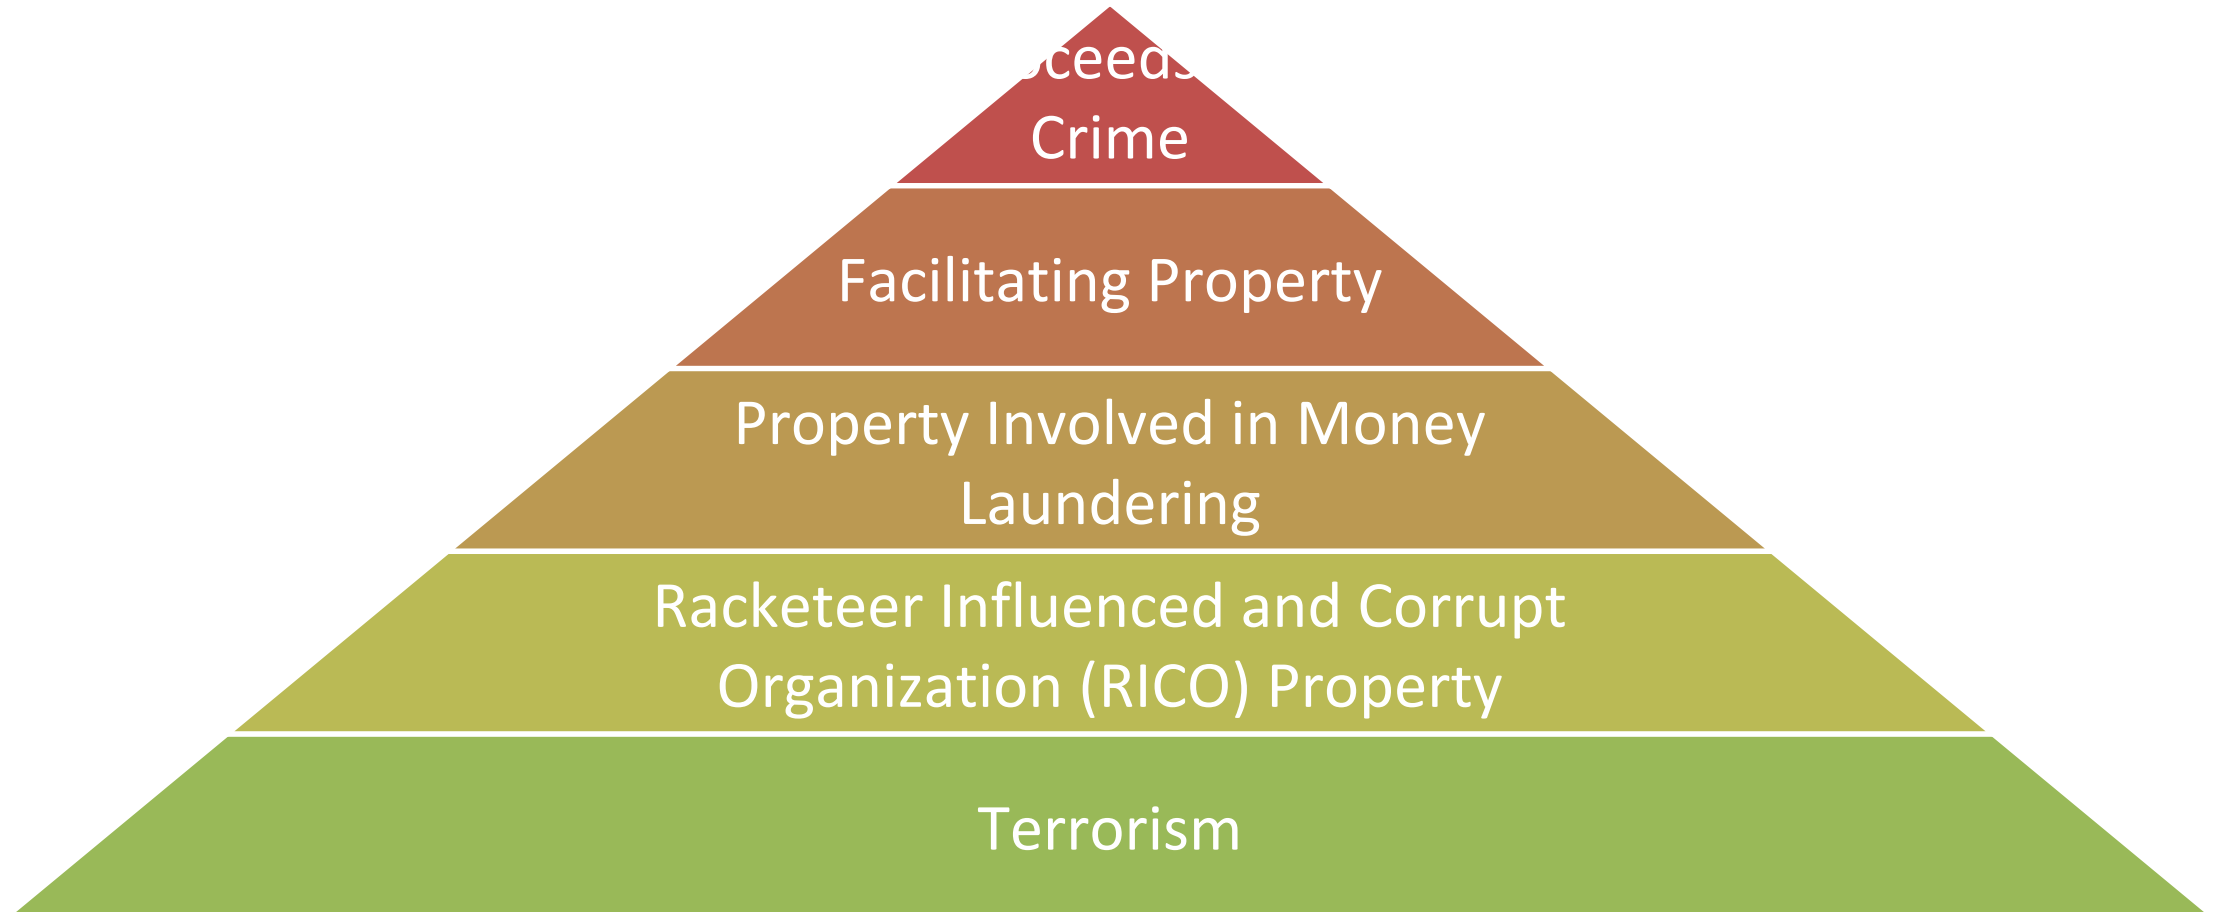 Crime
Facilitating Property
Property Involved in Money
Laundering
Racketeer Influenced and Corrupt
Organization (RICO) Property
Terrorism